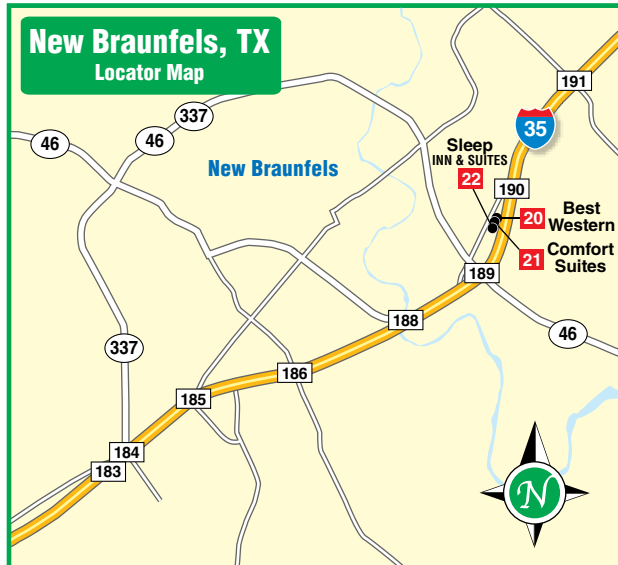 New Braunfels, TX
Locator Map
191
337
35
46
46
Sleep
INN & SUITES
New Braunfels
22
190
20
Best
Western
21
Comfort
Suites
189
188
46
337
186
185
184
183
N